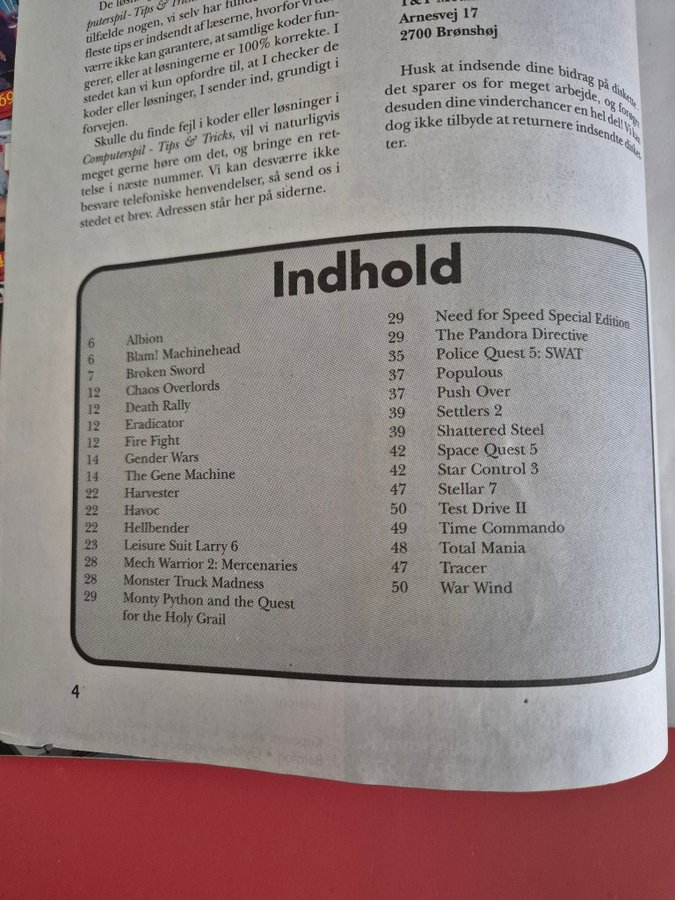 De løsn
puterspil - Tips & Tricks
tilfælde nogen, vi selv har fund
fleste tips er indsendt af læserne, hvorfor vi de
værre ikke kan garantere, at samtlige koder fun-
gerer, eller at løsningerne er 100% korrekte. I
stedet kan vi kun opfordre til, at I checker de
koder eller løsninger, I sender ind, grundigt i
forvejen.
Skulle du finde fejl i koder eller løsninger i
Computerspil - Tips & Tricks, vil vi naturligvis
meget gerne høre om det, og bringe en ret-
telse i næste nummer. Vi kan desværre ikke
besvare telefoniske henvendelser, så send os i
stedet et brev. Adressen står her på siderne.
Arnesvej 17
2700 Brønshøj
Husk at indsende dine bidrag på diskette
det sparer os for meget arbejde, og forøger
desuden dine vinderchancer en hel del! Vi kan
dog ikke tilbyde at returnere indsendte disket
ter.
Indhold
6 Albion
6 Blam! Machinehead
7 Broken Sword
12 Chaos Overlords
12 Death Rally
12 Eradicator
12 Fire Fight
14 Gender Wars
14 The Gene Machine
22 Harvester
22 Havoc
22 Hellbender
23 Leisure Suit Larry 6
28 Mech Warrior 2: Mercenaries
28 Monster Truck Madness
29 Monty Python and the Quest
for the Holy Grail
29 Need for Speed Special Edition
29 The Pandora Directive
35 Police Quest 5: SWAT
37 Populous
37 Push Over
39 Settlers 2
39 Shattered Steel
42 Space Quest 5
42 Star Control 3
47 Stellar 7
50 Test Drive II
49 Time Commando
48 Total Mania
47 Tracer
50 War Wind
4